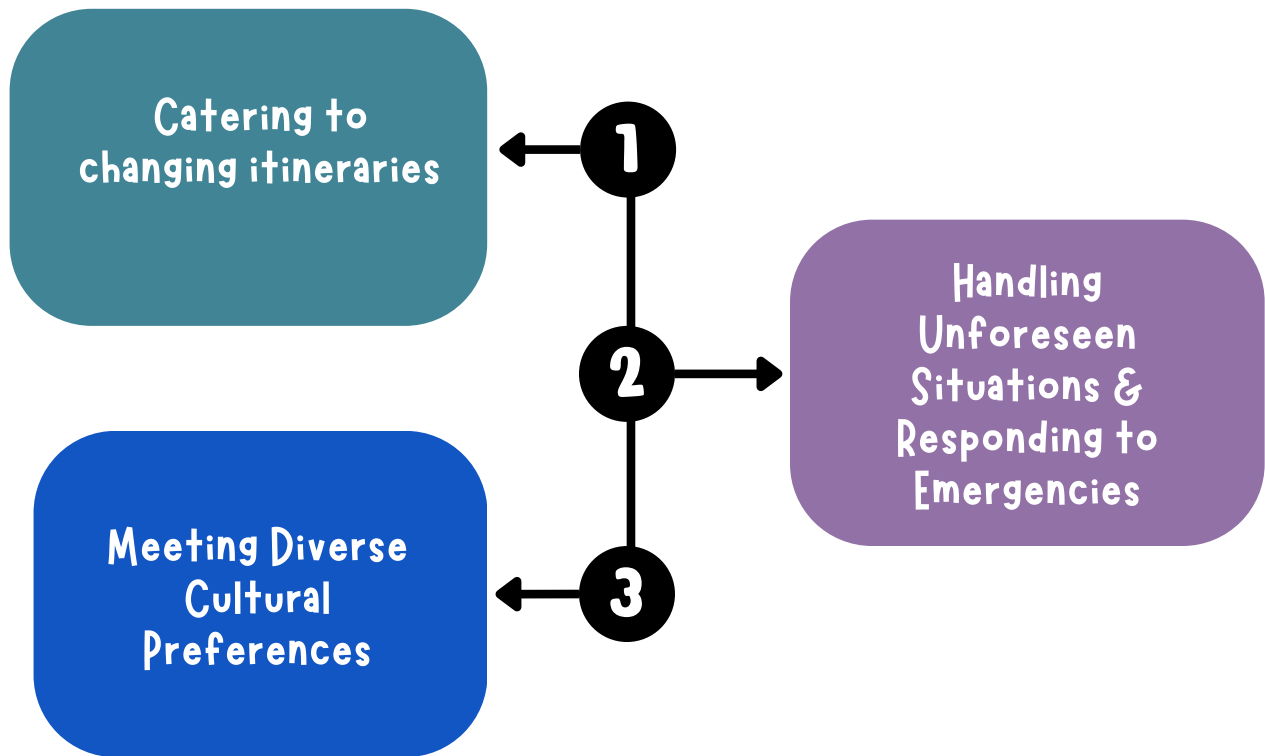 1
Catering to
changing itineraries
2
Handling
Unforeseen
Situations &
Responding to
Emergencies
3
Meeting Diverse
Cultural
Preferences